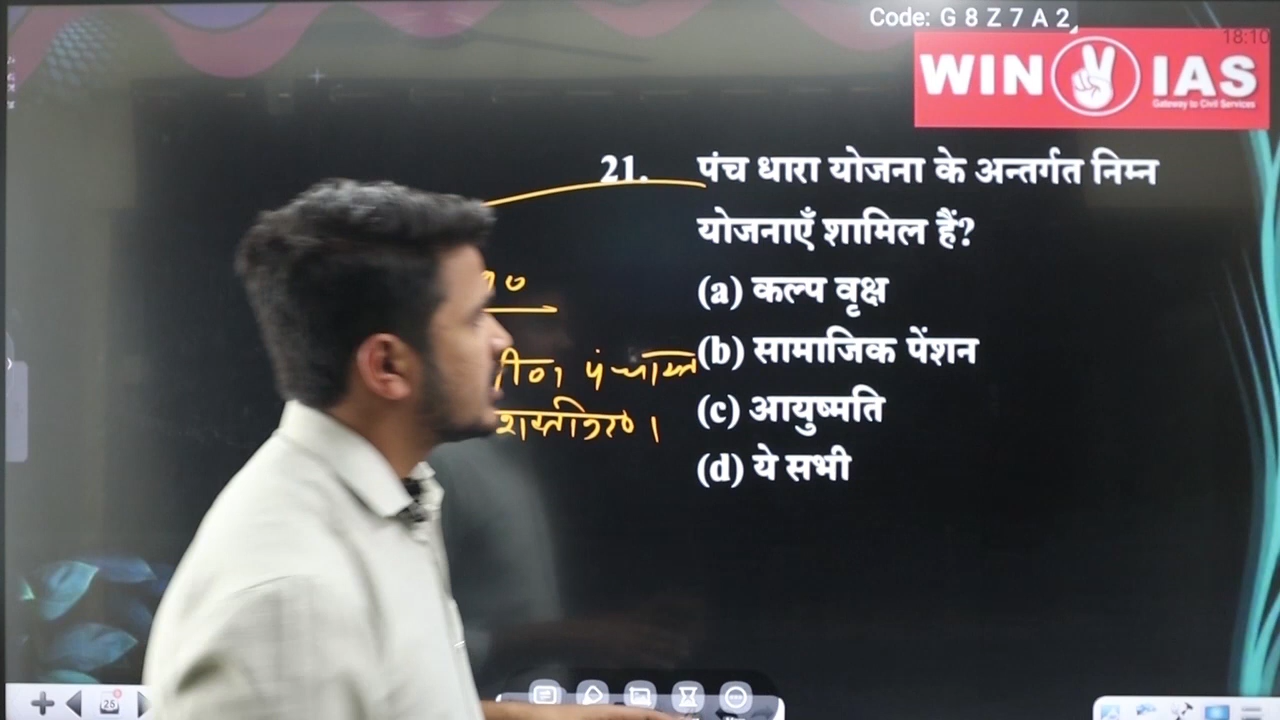 Code: G 8 Z 7 A 2
18:10
WIN IAS
Gateway to Civil Services
21. पंच धारा योजना के अन्तर्गत निम्न
योजनाएँ शामिल हैं?
(a) कल्प वृक्ष
(b) सामाजिक पेंशन
(c) आयुष्मति
(d) ये सभी
25